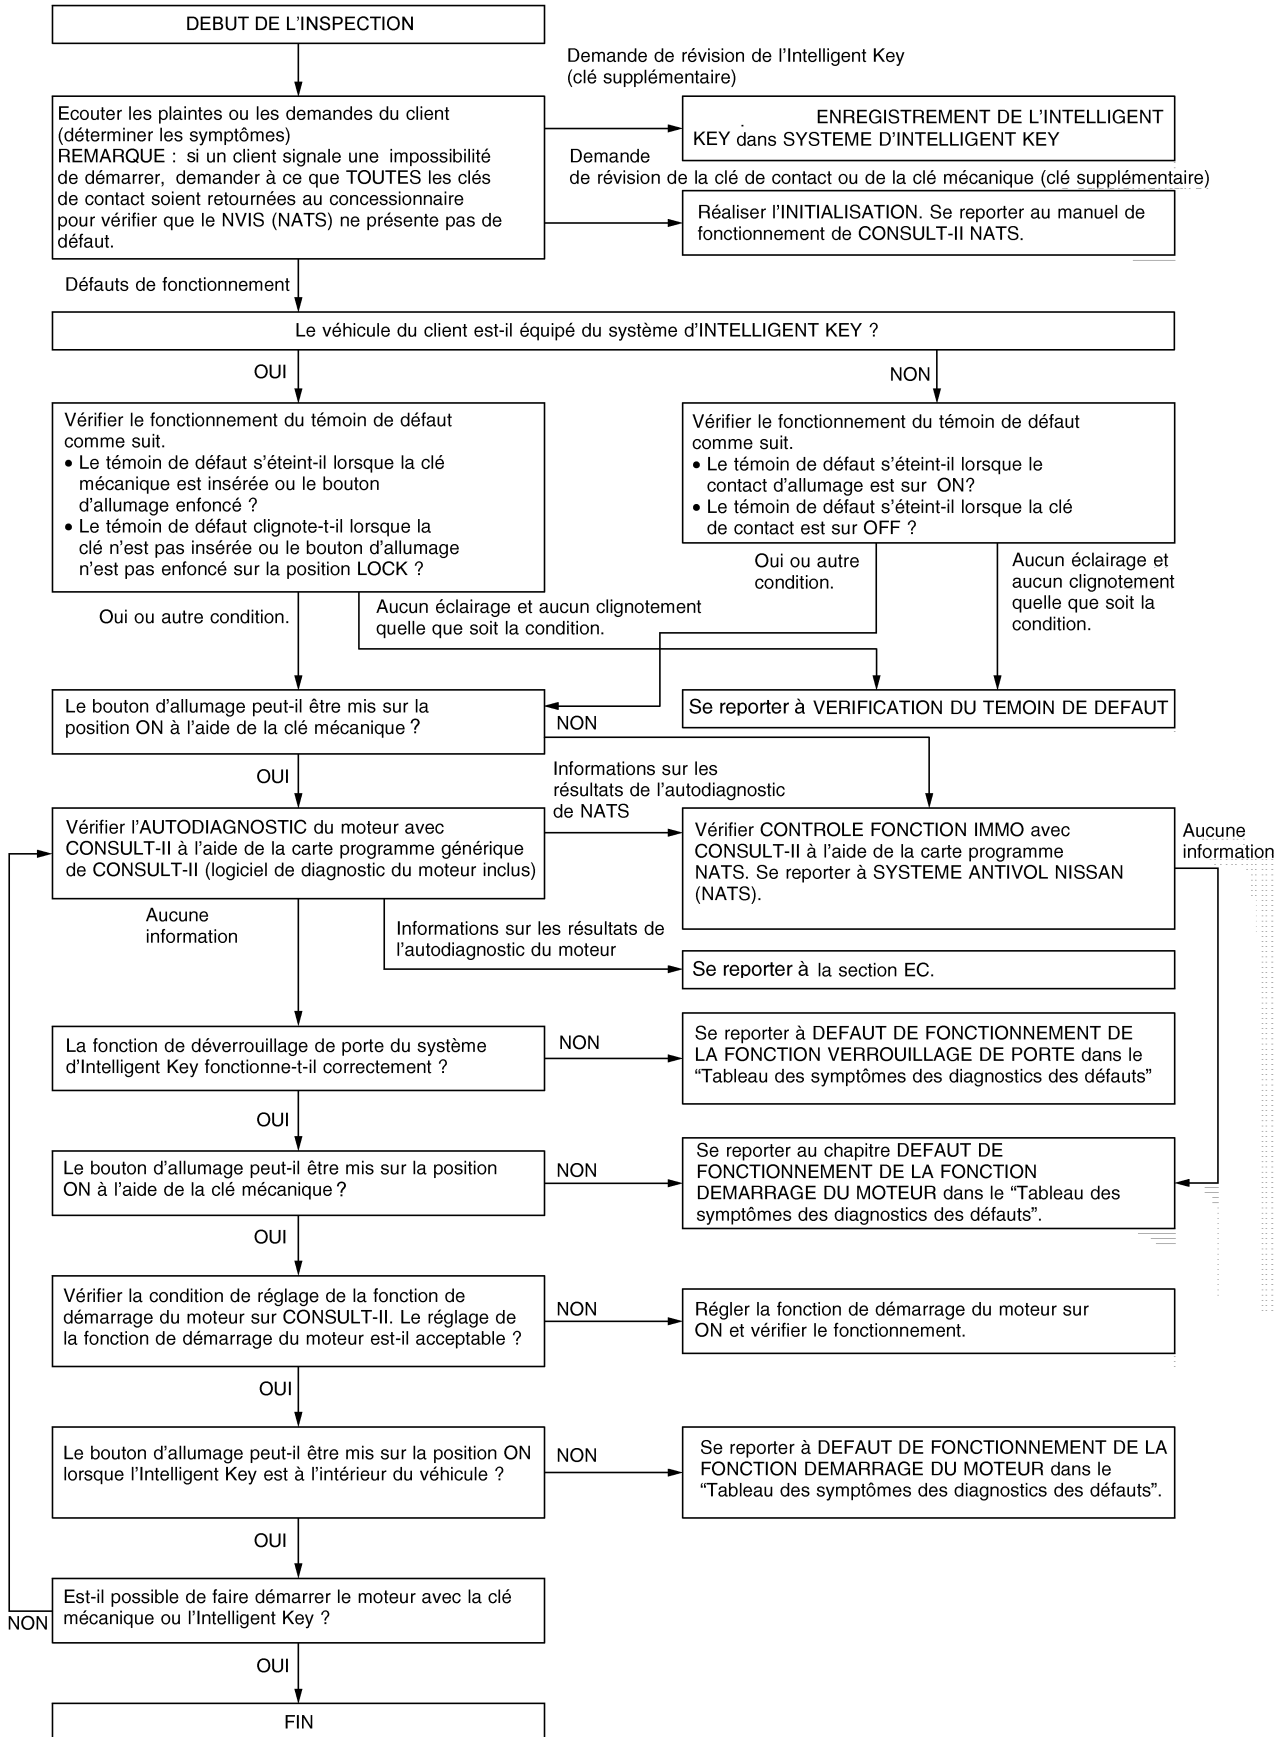 DEBUT DE L'INSPECTION
Demande de révision de l'Intelligent Key
(clé supplémentaire)
Ecouter les plaintes ou les demandes du client
(déterminer les symptômes)
REMARQUE : si un client signale une impossibilité
de démarrer, demander à ce que TOUTES les clés
de contact soient retournées au concessionnaire
pour vérifier que le NVIS (NATS) ne présente pas de
défaut.
ENREGISTREMENT DE L'INTELLIGENT
KEY dans SYSTEME D'INTELLIGENT KEY
Demande
de révision de la clé de contact ou de la clé mécanique (clé supplémentaire)
Réaliser l'INITIALISATION. Se reporter au manuel de
fonctionnement de CONSULT-II NATS.
Défauts de fonctionnement
Le véhicule du client est-il équipé du système d'INTELLIGENT KEY ?
OUI
NON
Vérifier le fonctionnement du témoin de défaut
comme suit.
• Le témoin de défaut s'éteint-il lorsque la clé
mécanique est insérée ou le bouton
d'allumage enfoncé ?
• Le témoin de défaut clignote-t-il lorsque la
clé n'est pas insérée ou le bouton d'allumage
n'est pas enfoncé sur la position LOCK ?
Vérifier le fonctionnement du témoin de défaut
comme suit.
• Le témoin de défaut s'éteint-il lorsque le
contact d'allumage est sur ON?
• Le témoin de défaut s'éteint-il lorsque la clé
de contact est sur OFF ?
Oui ou autre condition.
Aucun éclairage et aucun clignotement
quelle que soit la condition.
Oui ou autre
condition.
Aucun éclairage et
aucun clignotement
quelle que soit la
condition.
Le bouton d'allumage peut-il être mis sur la
position ON à l'aide de la clé mécanique ?
NON
Se reporter à VERIFICATION DU TEMOIN DE DEFAUT
OUI
Informations sur les
résultats de l'autodiagnostic
de NATS
Vérifier l'AUTODIAGNOSTIC du moteur avec
CONSULT-II à l'aide de la carte programme générique
de CONSULT-II (logiciel de diagnostic du moteur inclus)
Vérifier CONTROLE FONCTION IMMO avec
CONSULT-II à l'aide de la carte programme
NATS. Se reporter à SYSTEME ANTIVOL NISSAN
(NATS).
Aucune
information
Aucune
information
Informations sur les résultats de
l'autodiagnostic du moteur
Se reporter à la section EC.
La fonction de déverrouillage de porte du système
d'Intelligent Key fonctionne-t-il correctement ?
NON
Se reporter à DEFAUT DE FONCTIONNEMENT DE
LA FONCTION VERROUILLAGE DE PORTE dans le
“Tableau des symptômes des diagnostics des défauts”
OUI
Le bouton d'allumage peut-il être mis sur la position
ON à l'aide de la clé mécanique ?
NON
Se reporter au chapitre DEFAUT DE
FONCTIONNEMENT DE LA FONCTION
DEMARRAGE DU MOTEUR dans le “Tableau des
symptômes des diagnostics des défauts”.
OUI
Vérifier la condition de réglage de la fonction de
démarrage du moteur sur CONSULT-II. Le réglage de
la fonction de démarrage du moteur est-il acceptable ?
NON
Régler la fonction de démarrage du moteur sur
ON et vérifier le fonctionnement.
OUI
Le bouton d'allumage peut-il être mis sur la position ON
lorsque l'Intelligent Key est à l'intérieur du véhicule ?
NON
Se reporter à DEFAUT DE FONCTIONNEMENT DE LA
FONCTION DEMARRAGE DU MOTEUR dans le
“Tableau des symptômes des diagnostics des défauts”.
OUI
Est-il possible de faire démarrer le moteur avec la clé
mécanique ou l'Intelligent Key ?
NON
OUI
FIN